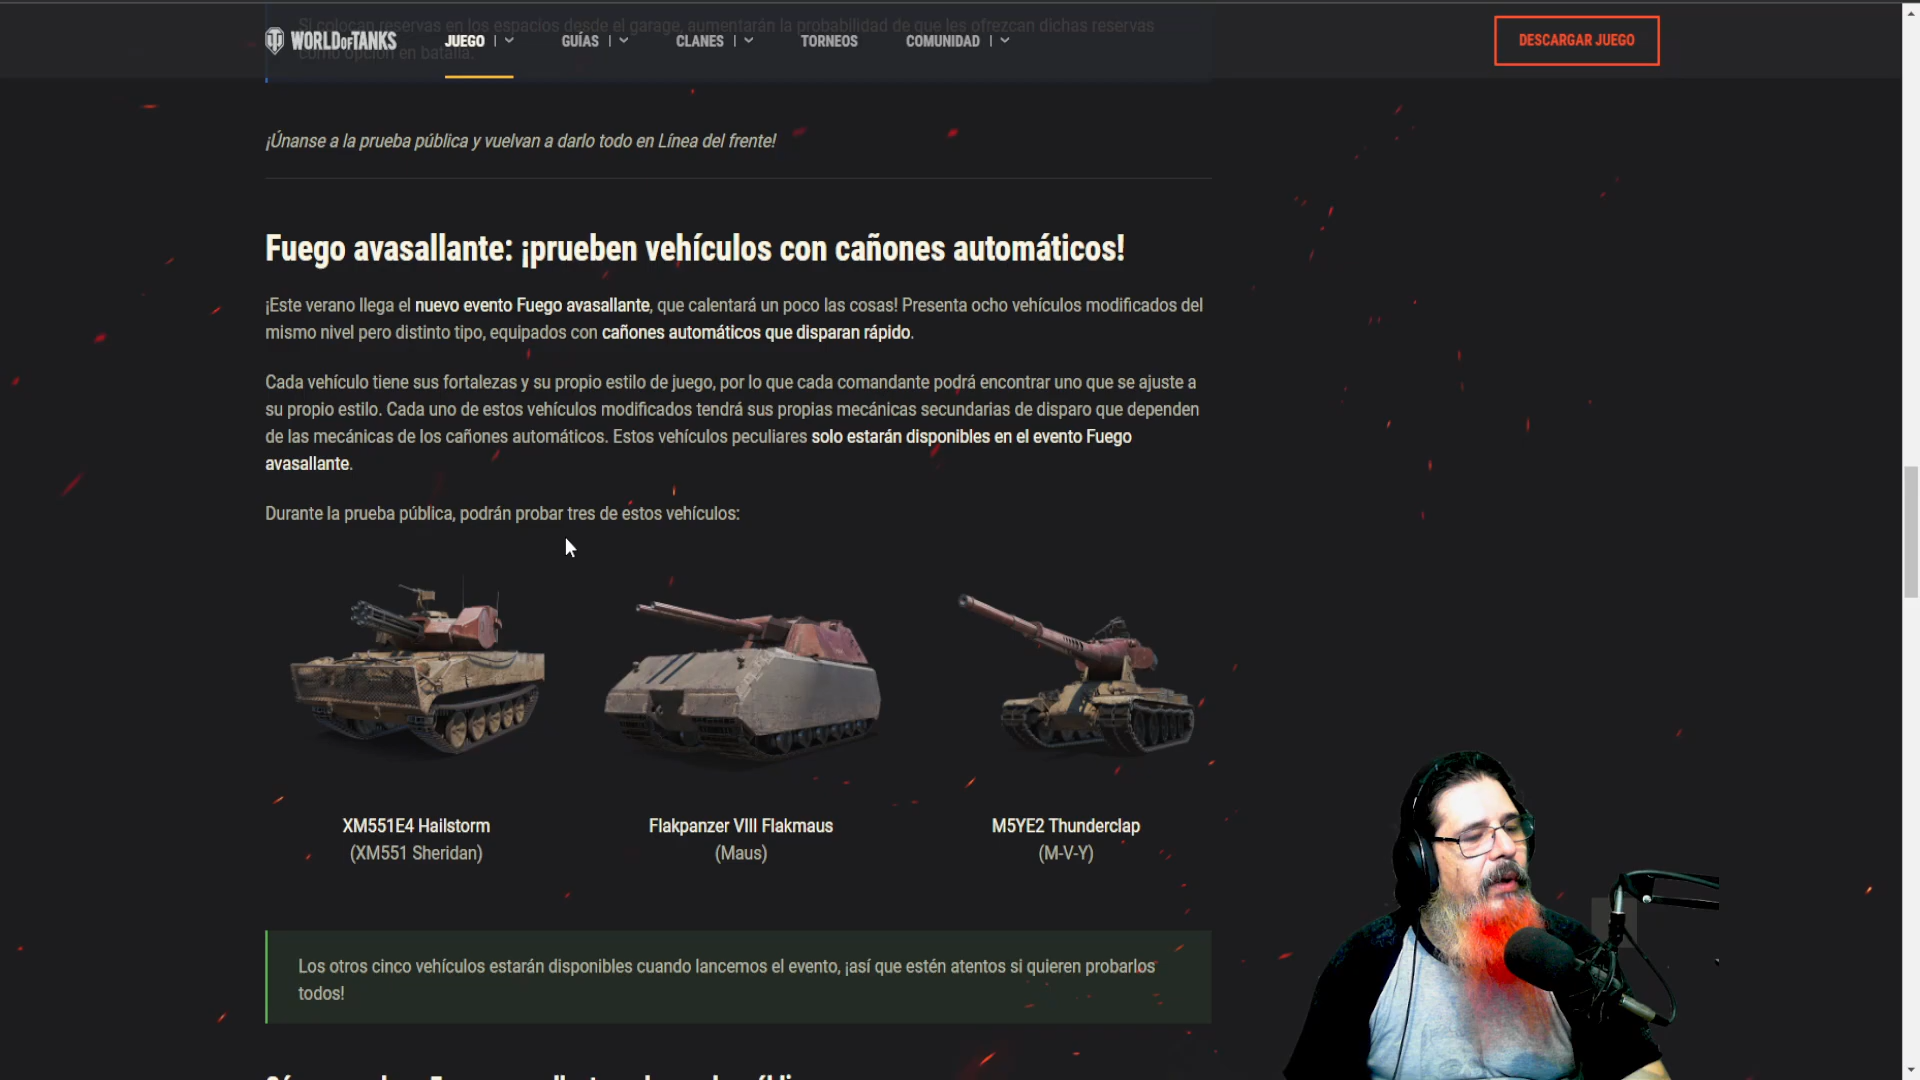 Si colocan reservas en los espacios desde el garage, aumentarán la probabilidad de que les ofrezcan dichas reservas
como opción en batalla.
WORLD OF TANKS
JUEGO
GUÍAS
CLANES
TORNEOS
COMUNIDAD
DESCARGAR JUEGO
¡Únanse a la prueba pública y vuelvan a darlo todo en Línea del frente!
Fuego avasallante: ¡prueben vehículos con cañones automáticos!
¡Este verano llega el nuevo evento Fuego avasallante, que calentará un poco las cosas! Presenta ocho vehículos modificados del
mismo nivel pero distinto tipo, equipados con cañones automáticos que disparan rápido.
Cada vehículo tiene sus fortalezas y su propio estilo de juego, por lo que cada comandante podrá encontrar uno que se ajuste a
su propio estilo. Cada uno de estos vehículos modificados tendrá sus propias mecánicas secundarias de disparo que dependen
de las mecánicas de los cañones automáticos. Estos vehículos peculiares solo estarán disponibles en el evento Fuego
avasallante.
Durante la prueba pública, podrán probar tres de estos vehículos:
XM551E4 Hailstorm
(XM551 Sheridan)
Flakpanzer VIII Flakmaus
(Maus)
M5YE2 Thunderclap
(M-V-Y)
Los otros cinco vehículos estarán disponibles cuando lancemos el evento, ¡así que estén atentos si quieren probarlos
todos!